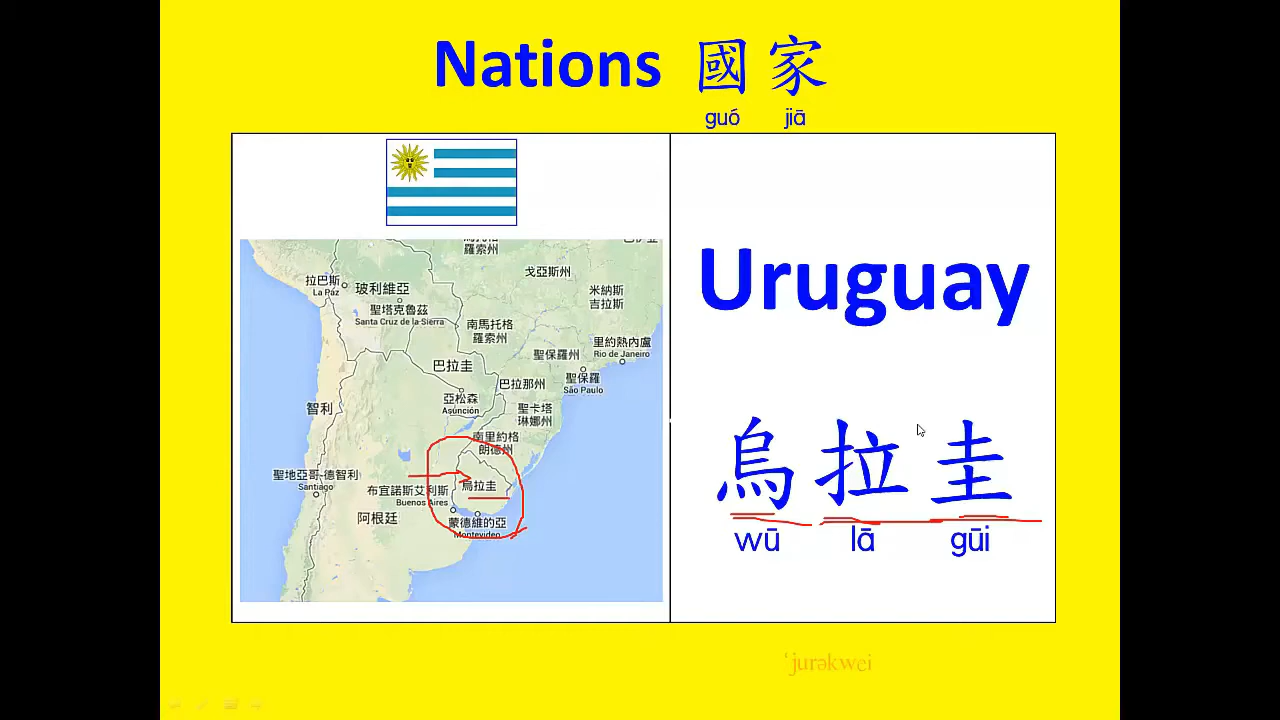 Nations 國家
guó jiā
羅索州
戈亞斯州
拉巴斯
La Paz
玻利維亞
米納斯
吉拉斯
聖塔克魯茲
Santa Cruz de la Sierra
南馬托格
羅索州
里約熱內盧
Rio de Janeiro
聖保羅州
巴拉圭
聖保羅
São Paulo
巴拉那州
亞松森
Asunción
智利
聖卡塔
琳娜州
南里約格
朗德州
聖地亞哥-德智利
Santiago
烏拉圭
布宜諾斯艾利斯
Buenos Aires
阿根廷
蒙德維的亞
Montevideo
Uruguay
烏拉圭
wū lā gūi
ˈjurəkwei